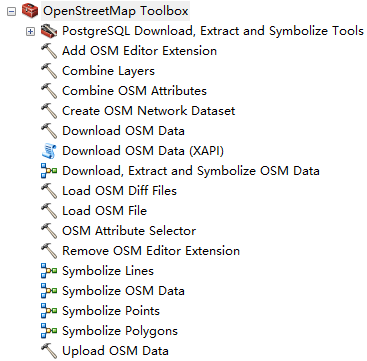 OpenStreetMap Toolbox
PostgreSQL Download, Extract and Symbolize Tools
Add OSM Editor Extension
Combine Layers
Combine OSM Attributes
Create OSM Network Dataset
Download OSM Data
Download OSM Data (XAPI)
Download, Extract and Symbolize OSM Data
Load OSM Diff Files
Load OSM File
OSM Attribute Selector
Remove OSM Editor Extension
Symbolize Lines
Symbolize OSM Data
Symbolize Points
Symbolize Polygons
Upload OSM Data